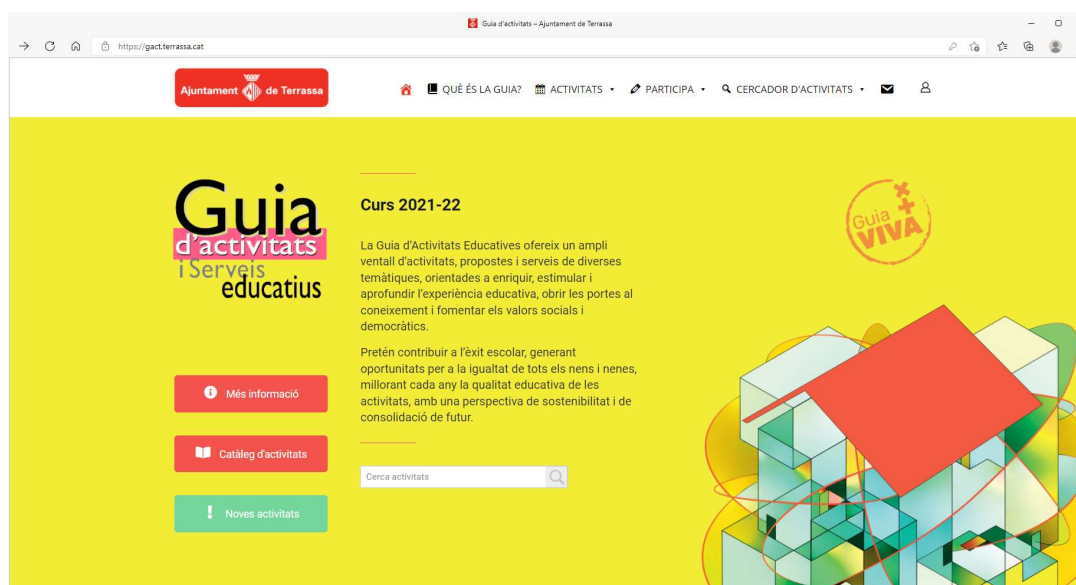 Guia d'activitats – Ajuntament de Terrassa
https://gact.terrassa.cat
Ajuntament de Terrassa
QUÈ ÉS LA GUIA? ACTIVITATS PARTICIPA CERCADOR D'ACTIVITATS
Guia
d'activitats
i Serveis
educatius
Curs 2021-22
La Guia d'Activitats Educatives ofereix un ampli
ventall d'activitats, propostes i serveis de diverses
temàtiques, orientades a enriquir, estimular i
aprofundir l'experiència educativa, obrir les portes al
coneixement i fomentar els valors socials i
democràtics.
Pretén contribuir a l'èxit escolar, generant
oportunitats per a la igualtat de tots els nens i nenes,
millorant cada any la qualitat educativa de les
activitats, amb una perspectiva de sostenibilitat i de
consolidació de futur.
Cerca activitats
Més informació
Catàleg d'activitats
Noves activitats
Guia
VIVA